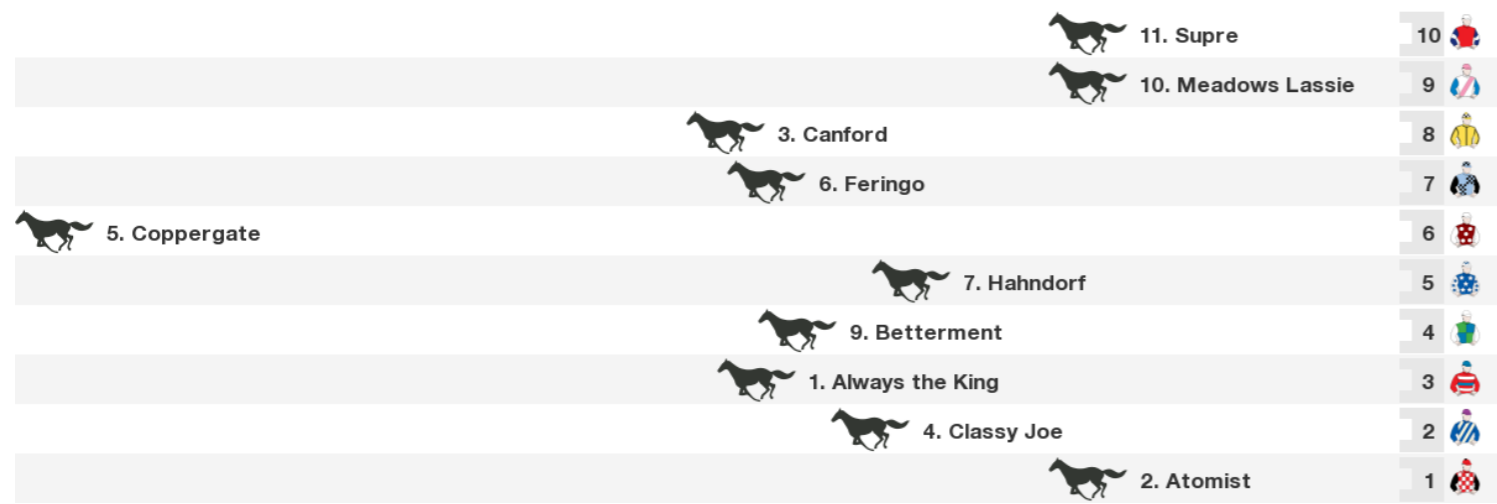 11. Supre 10
10. Meadows Lassie 9
3. Canford 8
6. Feringo 7
5. Coppergate 6
7. Hahndorf 5
9. Betterment 4
1. Always the King 3
4. Classy Joe 2
2. Atomist 1